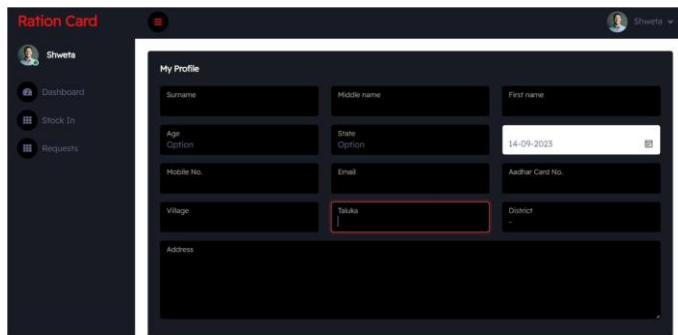 Ration Card
Shweta
Shweta
Dashboard
Stock In
Requests
My Profile
Surname
Middle name
First name
Age
Option
State
Option
14-09-2023
Mobile No.
Email
Aadhar Card No.
Village
Taluka
District
-
Address